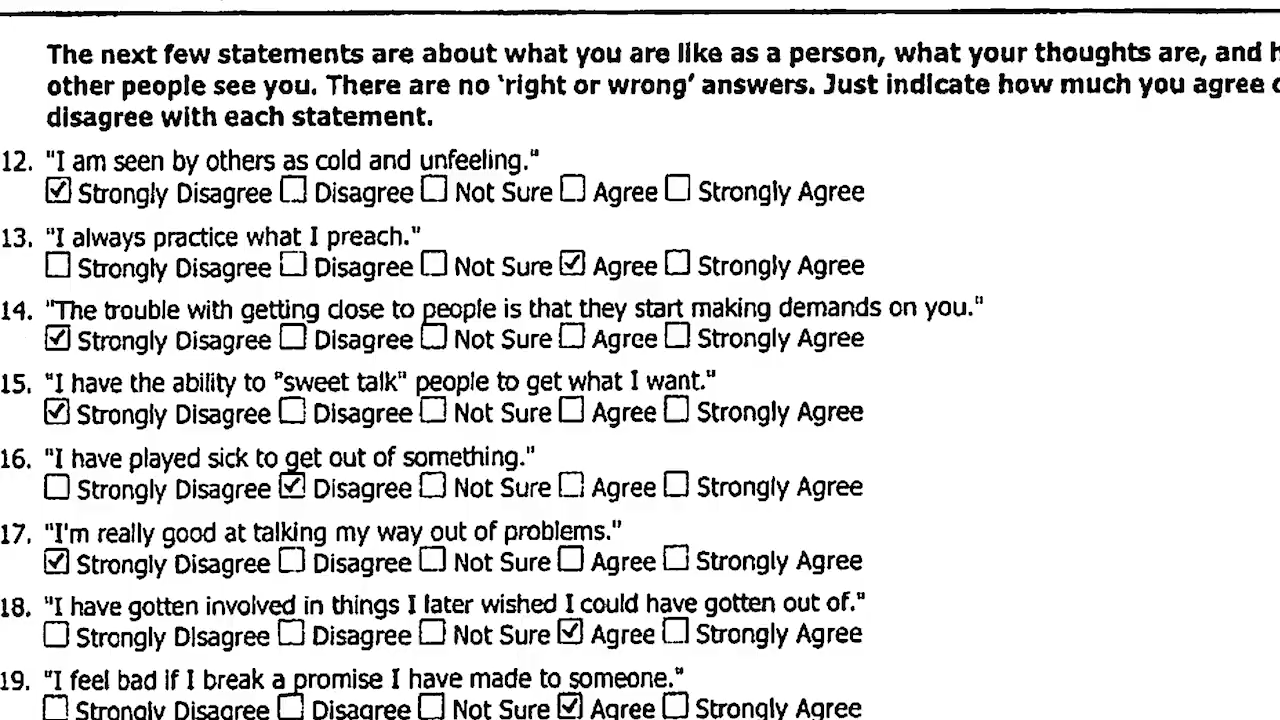 The next few statements are about what you are like as a person, what your thoughts are, and
other people see you. There are no 'right or wrong' answers. Just indicate how much you agree
disagree with each statement.
12. "I am seen by others as cold and unfeeling."
☑ Strongly Disagree ☐ Disagree ☐ Not Sure ☐ Agree ☐ Strongly Agree
13. "I always practice what I preach."
☐ Strongly Disagree ☐ Disagree ☐ Not Sure ☑ Agree ☐ Strongly Agree
14. "The trouble with getting close to people is that they start making demands on you."
☑ Strongly Disagree ☐ Disagree ☐ Not Sure ☐ Agree ☐ Strongly Agree
15. "I have the ability to "sweet talk" people to get what I want."
☑ Strongly Disagree ☐ Disagree ☐ Not Sure ☐ Agree ☐ Strongly Agree
16. "I have played sick to get out of something."
☐ Strongly Disagree ☑ Disagree ☐ Not Sure ☐ Agree ☐ Strongly Agree
17. "I'm really good at talking my way out of problems."
☑ Strongly Disagree ☐ Disagree ☐ Not Sure ☐ Agree ☐ Strongly Agree
18. "I have gotten involved in things I later wished I could have gotten out of."
☐ Strongly Disagree ☐ Disagree ☐ Not Sure ☑ Agree ☐ Strongly Agree
19. "I feel bad if I break a promise I have made to someone."
☐ Strongly Disagree ☐ Disagree ☐ Not Sure ☑ Agree ☐ Strongly Agree